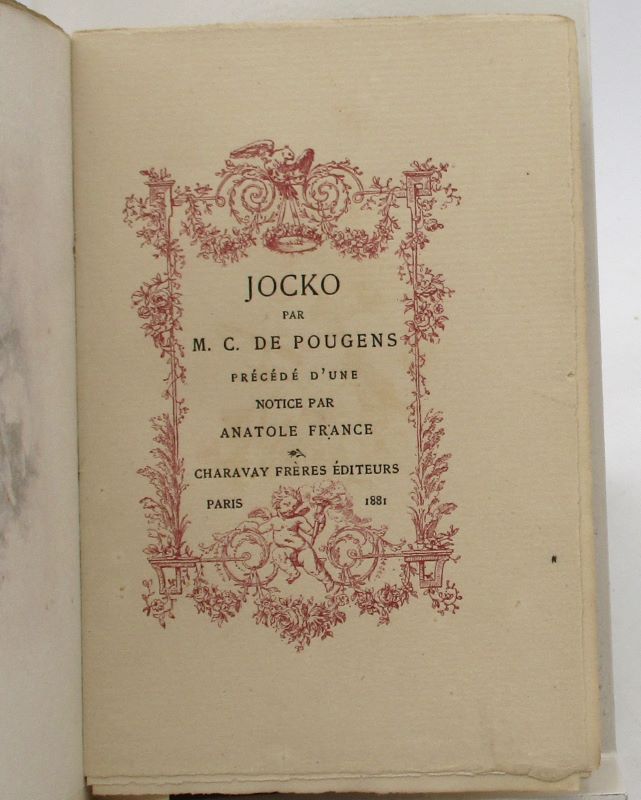 JOCKO
PAR
M. C. DE POUGENS
PRÉCÉDÉ D'UNE
NOTICE PAR
ANATOLE FRANCE
CHARAVAY FRÈRES ÉDITEURS
PARIS 1881